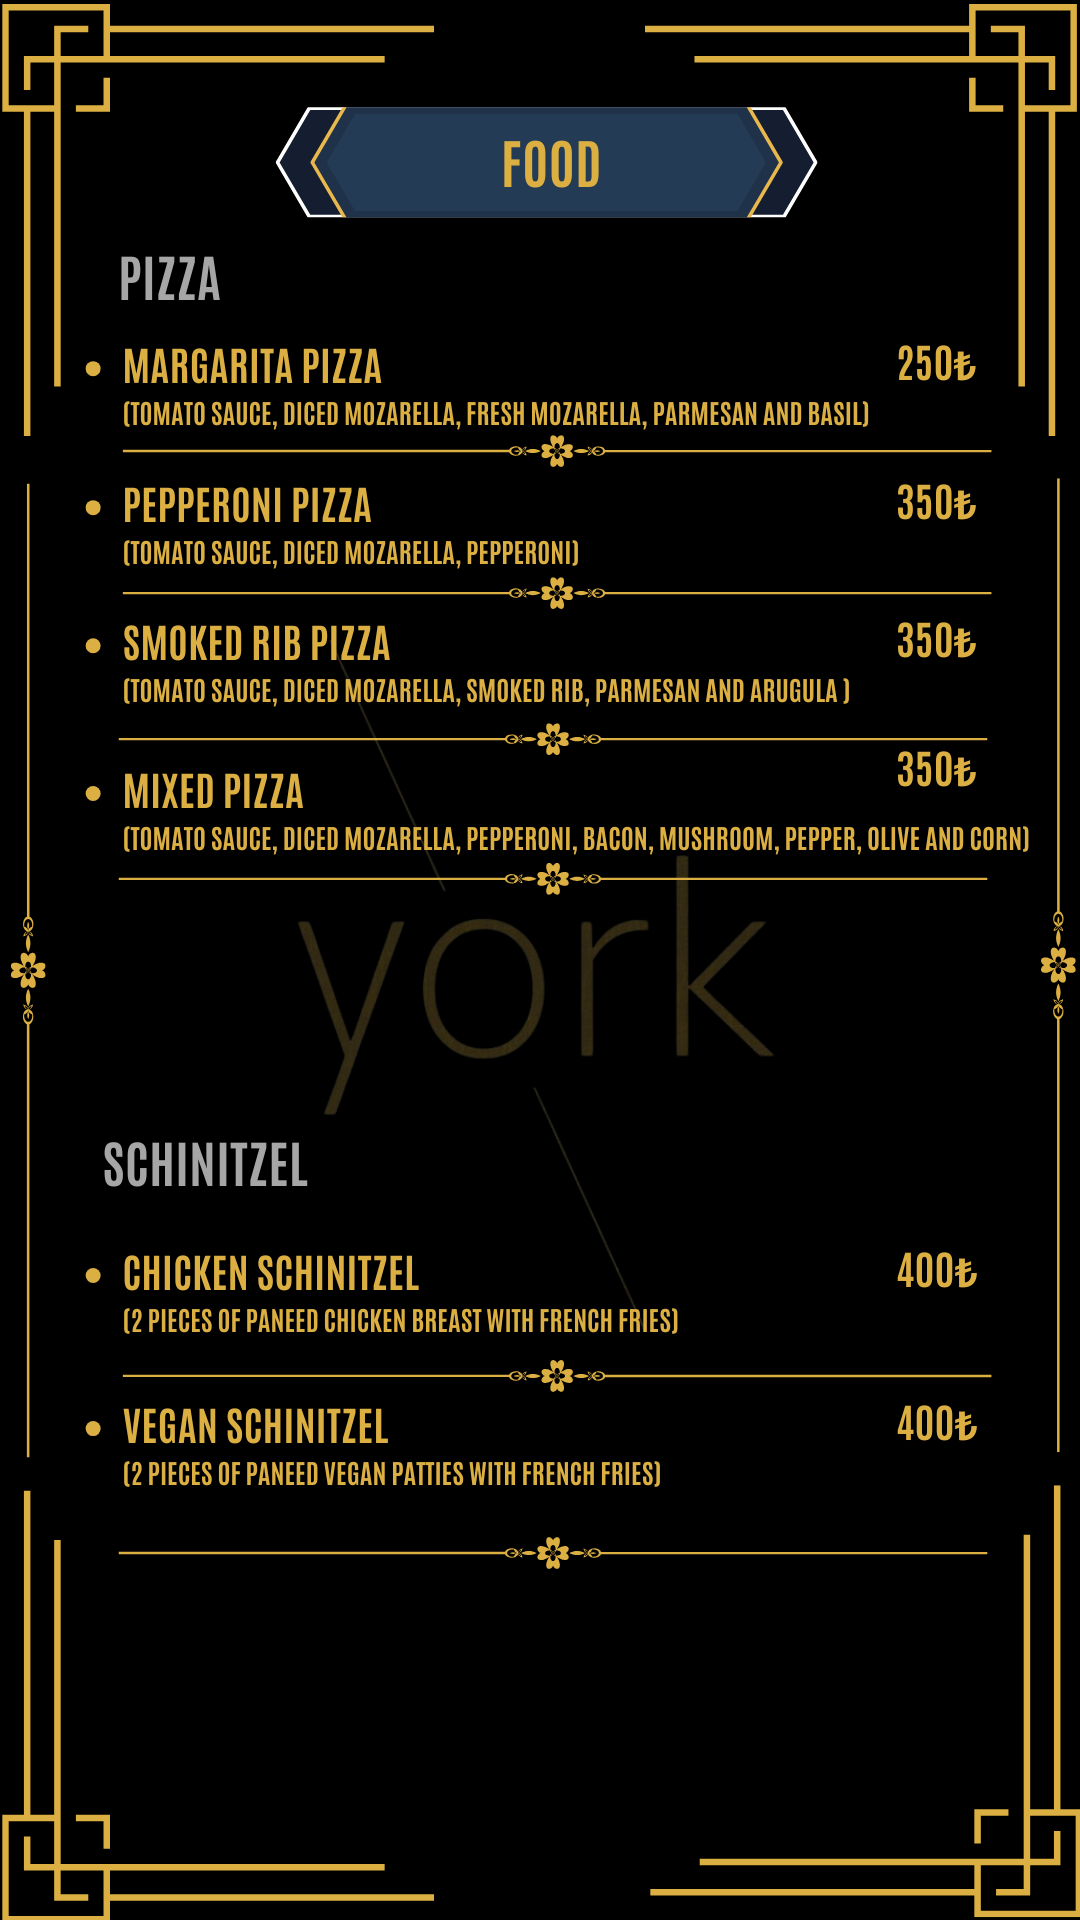 FOOD
PIZZA
MARGARITA PIZZA 250₺
(TOMATO SAUCE, DICED MOZARELLA, FRESH MOZARELLA, PARMESAN AND BASIL)
PEPPERONI PIZZA 350₺
(TOMATO SAUCE, DICED MOZARELLA, PEPPERONI)
SMOKED RIB PIZZA 350₺
(TOMATO SAUCE, DICED MOZARELLA, SMOKED RIB, PARMESAN AND ARUGULA )
MIXED PIZZA 350₺
(TOMATO SAUCE, DICED MOZARELLA, PEPPERONI, BACON, MUSHROOM, PEPPER, OLIVE AND CORN)
york
SCHINITZEL
CHICKEN SCHINITZEL 400₺
(2 PIECES OF PANEED CHICKEN BREAST WITH FRENCH FRIES)
VEGAN SCHINITZEL 400₺
(2 PIECES OF PANEED VEGAN PATTIES WITH FRENCH FRIES)